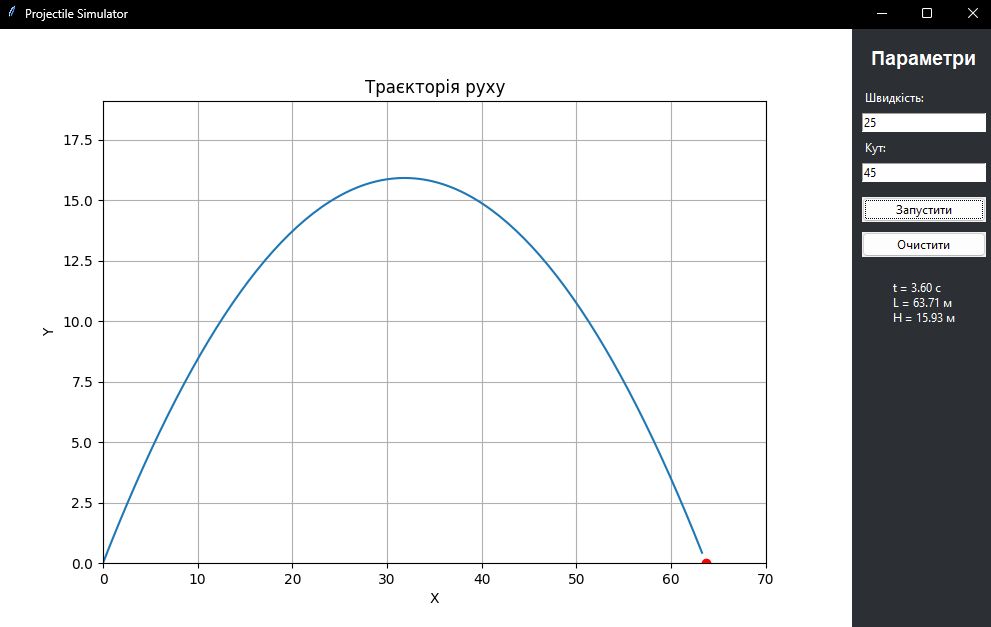 Projectile Simulator
Траєкторія руху
17.5
15.0
12.5
10.0
7.5
5.0
2.5
0.0
Y
0 10 20 30 40 50 60 70
X
Параметри
Швидкість:
25
Кут:
45
Запустити
Очистити
t = 3.60 с
L = 63.71 м
H = 15.93 м